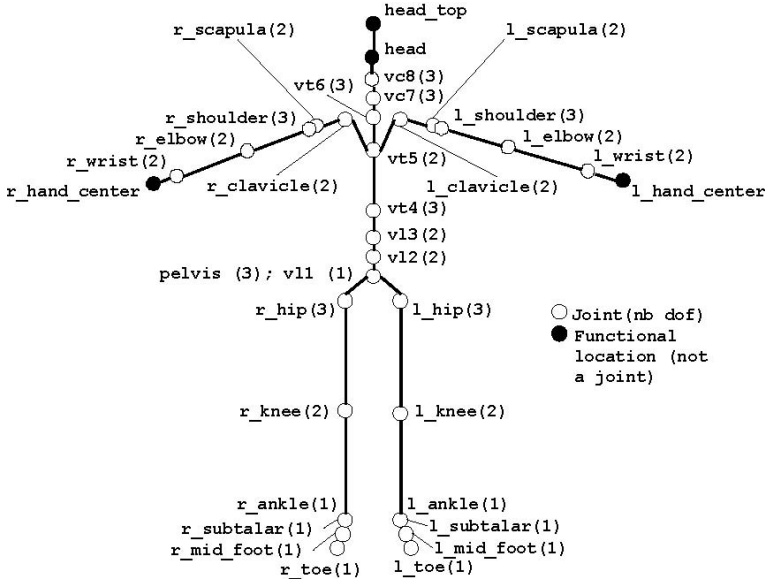 head_top
r_scapula(2)
l_scapula(2)
head
vc8(3)
vt6(3)
vc7(3)
r_shoulder(3)
l_shoulder(3)
r_elbow(2)
l_elbow(2)
r_wrist(2)
vt5(2)
l_wrist(2)
r_hand_center
r_clavicle(2)
l_clavicle(2)
l_hand_center
vt4(3)
vl3(2)
vl2(2)
pelvis (3); vl1 (1)
r_hip(3)
l_hip(3)
Joint(nb dof)
Functional
location (not
a joint)
r_knee(2)
l_knee(2)
r_ankle(1)
l_ankle(1)
r_subtalar(1)
l_subtalar(1)
r_mid_foot(1)
l_mid_foot(1)
r_toe(1)
l_toe(1)